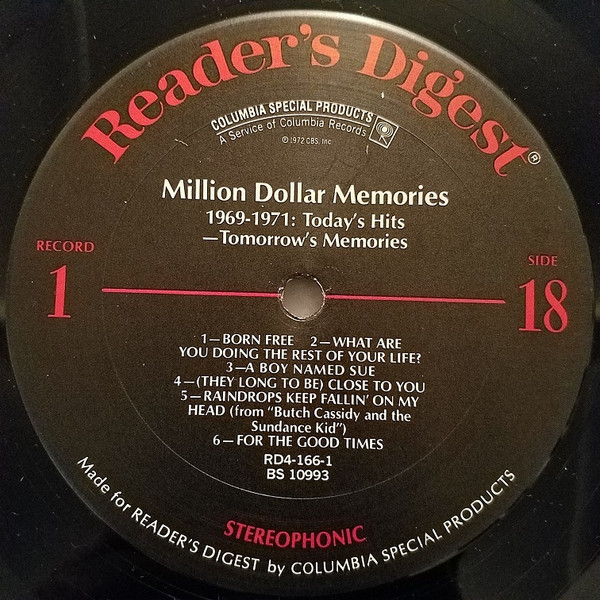 Reader's Digest®
COLUMBIA SPECIAL PRODUCTS
A Service of Columbia Records
© 1972 CBS, Inc
Million Dollar Memories
1969-1971: Today's Hits
—Tomorrow's Memories
RECORD
1
SIDE
18
1—BORN FREE 2—WHAT ARE
YOU DOING THE REST OF YOUR LIFE?
3—A BOY NAMED SUE
4—(THEY LONG TO BE) CLOSE TO YOU
5—RAINDROPS KEEP FALLIN' ON MY
HEAD (from "Butch Cassidy and the
Sundance Kid")
6—FOR THE GOOD TIMES
RD4-166-1
BS 10993
STEREOPHONIC
Made for READER'S DIGEST by COLUMBIA SPECIAL PRODUCTS